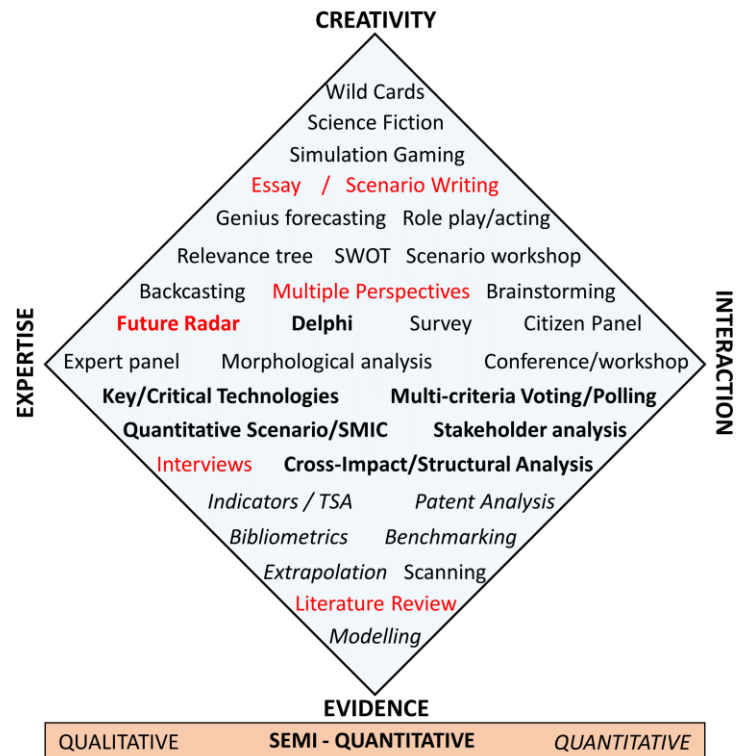 CREATIVITY
Wild Cards
Science Fiction
Simulation Gaming
Essay / Scenario Writing
Genius forecasting Role play/acting
Relevance tree SWOT Scenario workshop
Backcasting Multiple Perspectives Brainstorming
Future Radar Delphi Survey Citizen Panel
Expert panel Morphological analysis Conference/workshop
Key/Critical Technologies Multi-criteria Voting/Polling
Quantitative Scenario/SMIC Stakeholder analysis
Interviews Cross-Impact/Structural Analysis
Indicators / TSA Patent Analysis
Bibliometrics Benchmarking
Extrapolation Scanning
Literature Review
Modelling
EXPERTISE
INTERACTION
EVIDENCE
QUALITATIVE SEMI - QUANTITATIVE QUANTITATIVE